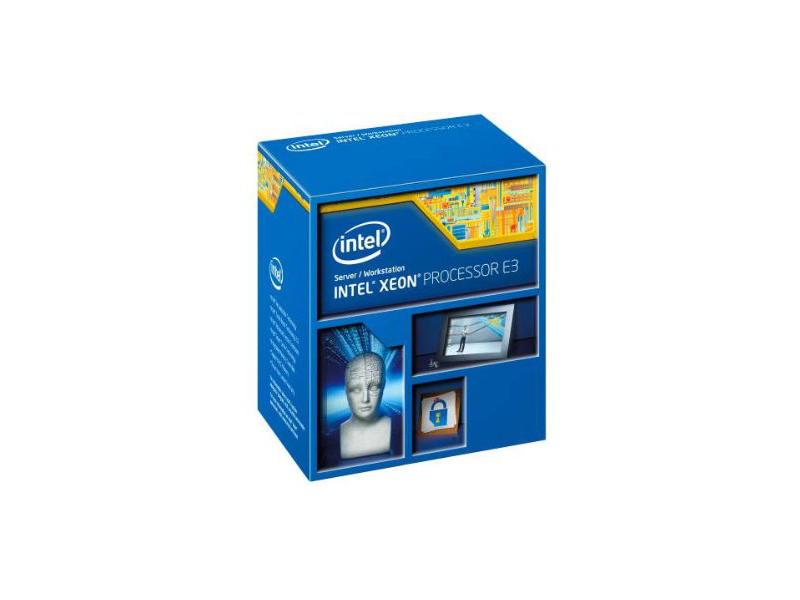 intel
Server / Workstation
INTEL® XEON® PROCESSOR E3
intel
Server / Workstation
INTEL® XEON® PROCESSOR E3
intel